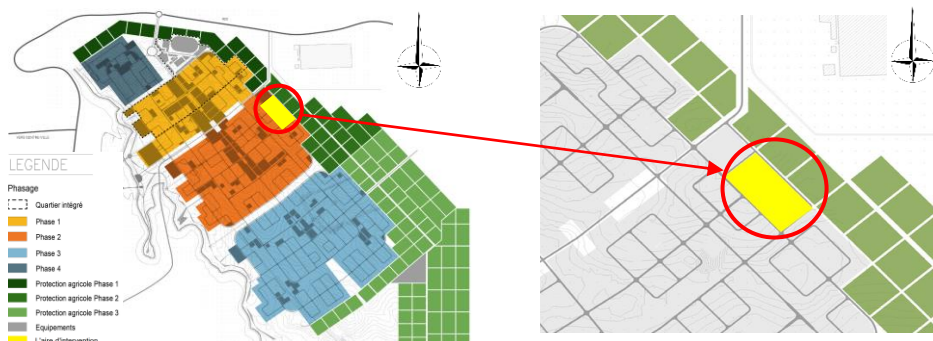 LEGENDE
Phasage
Quartier intégré
Phase 1
Phase 2
Phase 3
Phase 4
Protection agricole Phase 1
Protection agricole Phase 2
Protection agricole Phase 3
Equipements
L'aire d'intervention